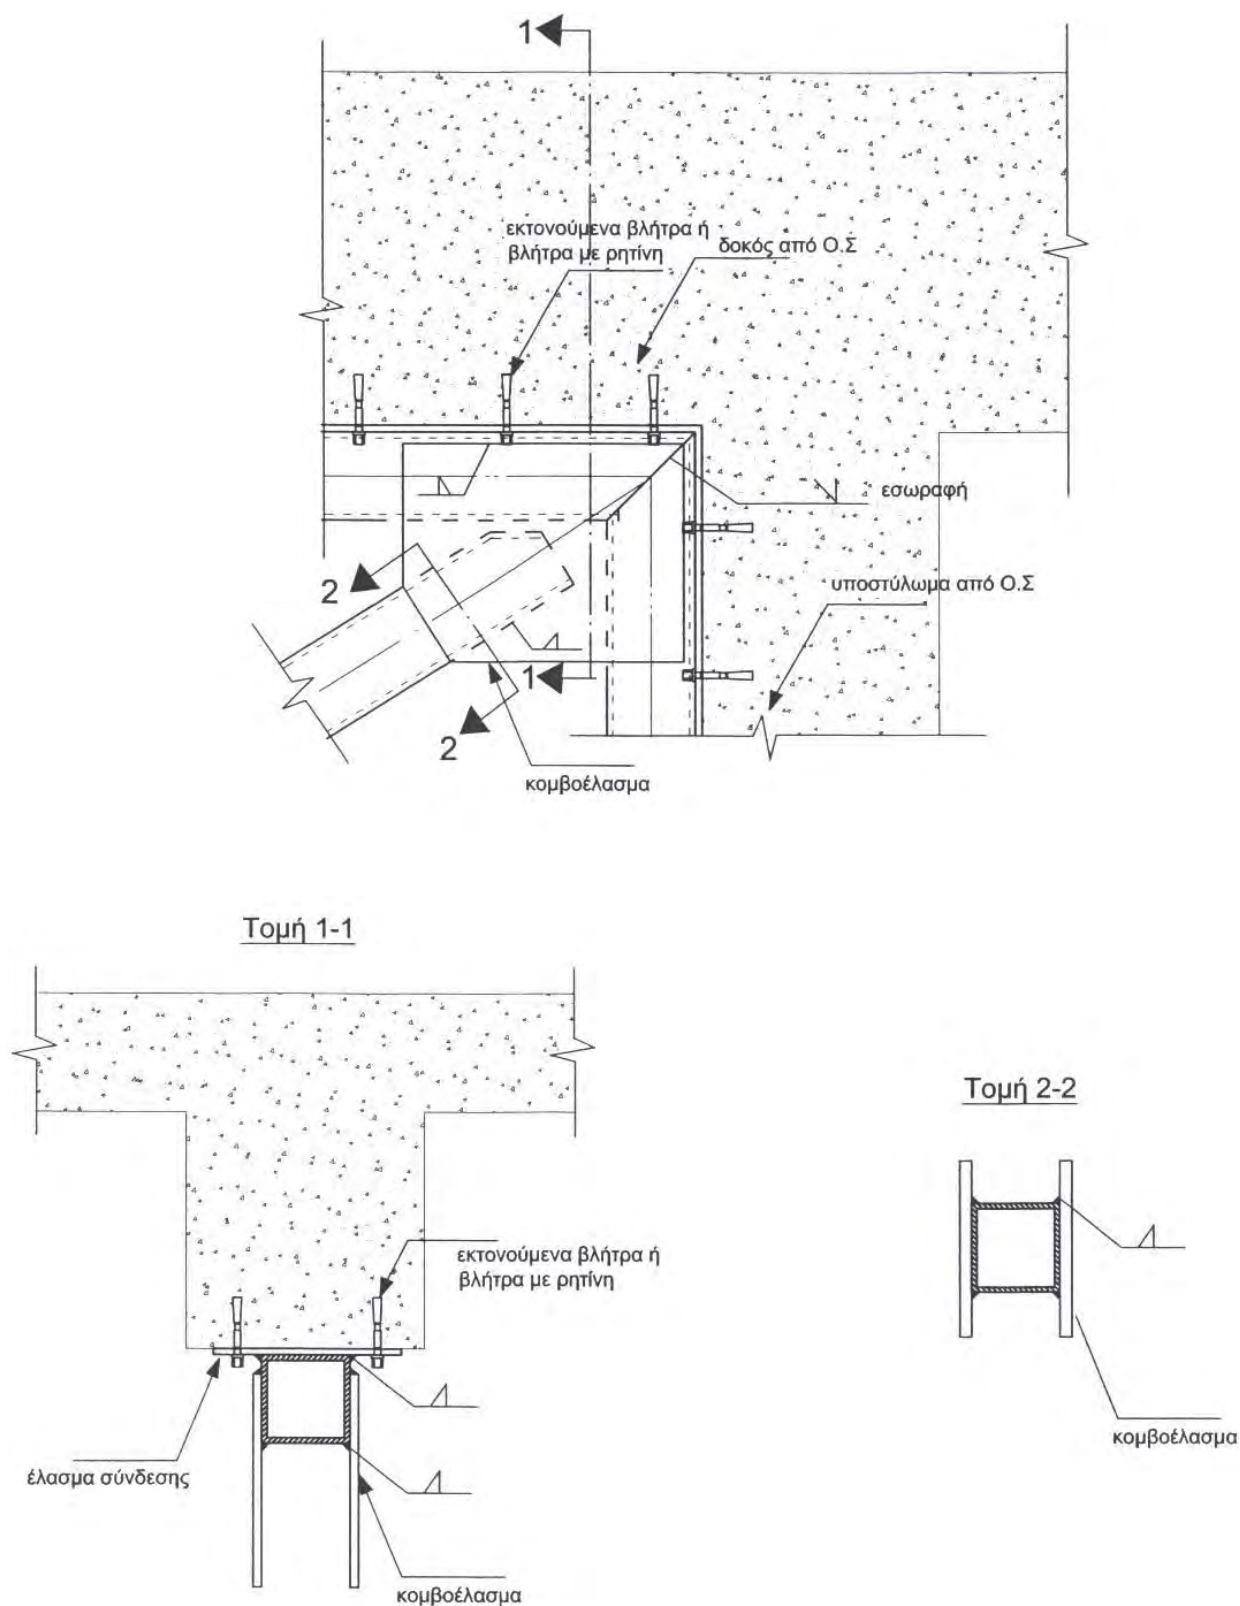 1
εκτονούμενα βλήτρα ή
βλήτρα με ρητίνη
δοκός από Ο.Σ
εσωραφή
2
υποστύλωμα από Ο.Σ
1
2
κομβοέλασμα
Τομή 1-1
Τομή 2-2
εκτονούμενα βλήτρα ή
βλήτρα με ρητίνη
κομβοέλασμα
έλασμα σύνδεσης
κομβοέλασμα